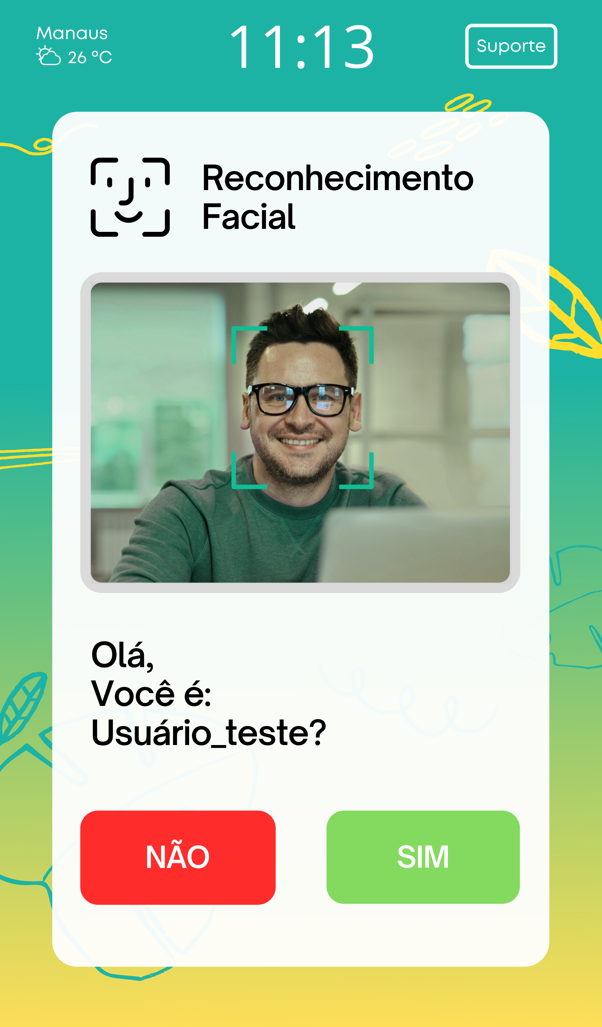 Manaus
26 °C
11:13
Suporte
Reconhecimento
Facial
Olá,
Você é:
Usuário_teste?
NÃO
SIM